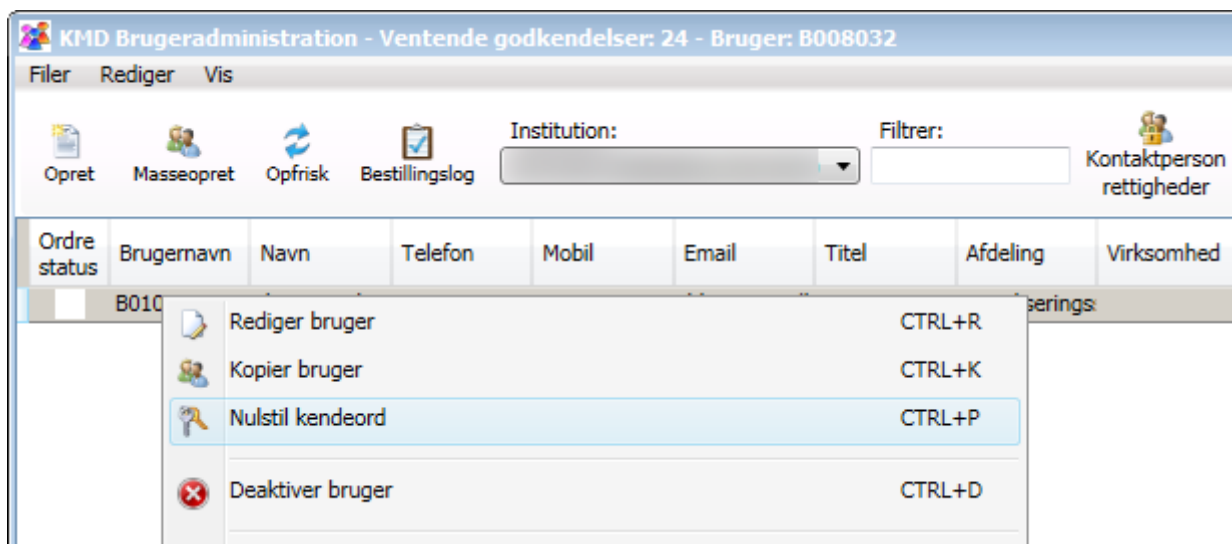 KMD Brugeradministration - Ventende godkendelser: 24 - Bruger: B008032
Filer Rediger Vis
Opret Masseopret Opfrisk Bestillingslog Institution: Filtrer: Kontaktperson rettigheder
Ordre status Brugernavn Navn Telefon Mobil Email Titel Afdeling Virksomhed
Rediger bruger CTRL+R
Kopier bruger CTRL+K
Nulstil kendeord CTRL+P
Deaktiver bruger CTRL+D